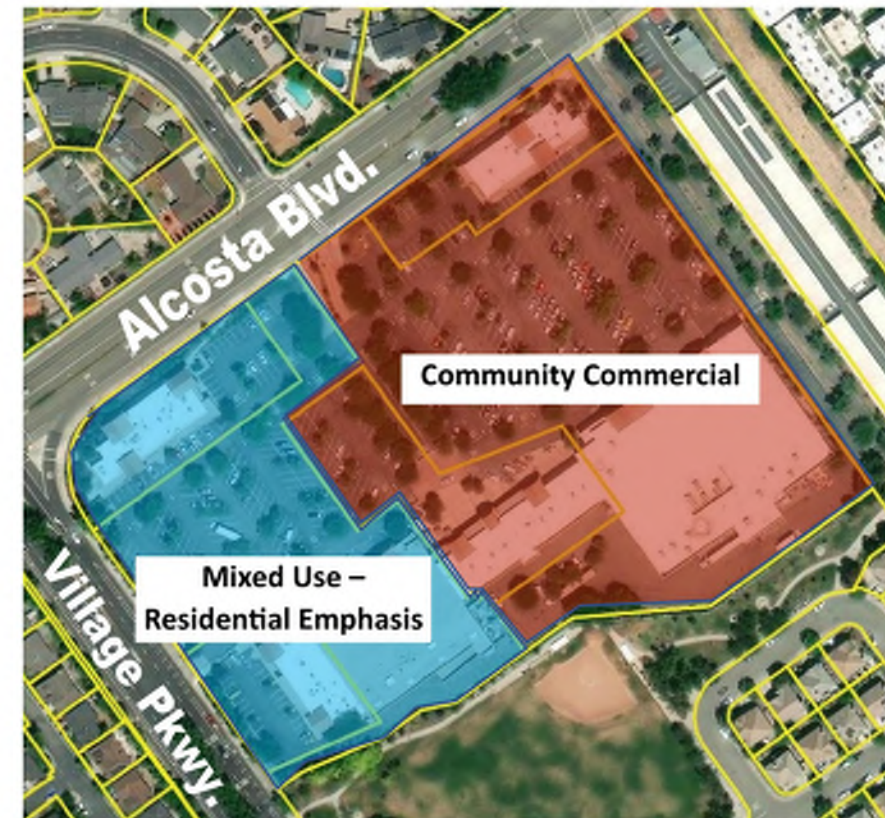 Alcosta Blvd.
Community Commercial
Mixed Use –
Residential Emphasis
Village Pkwy.